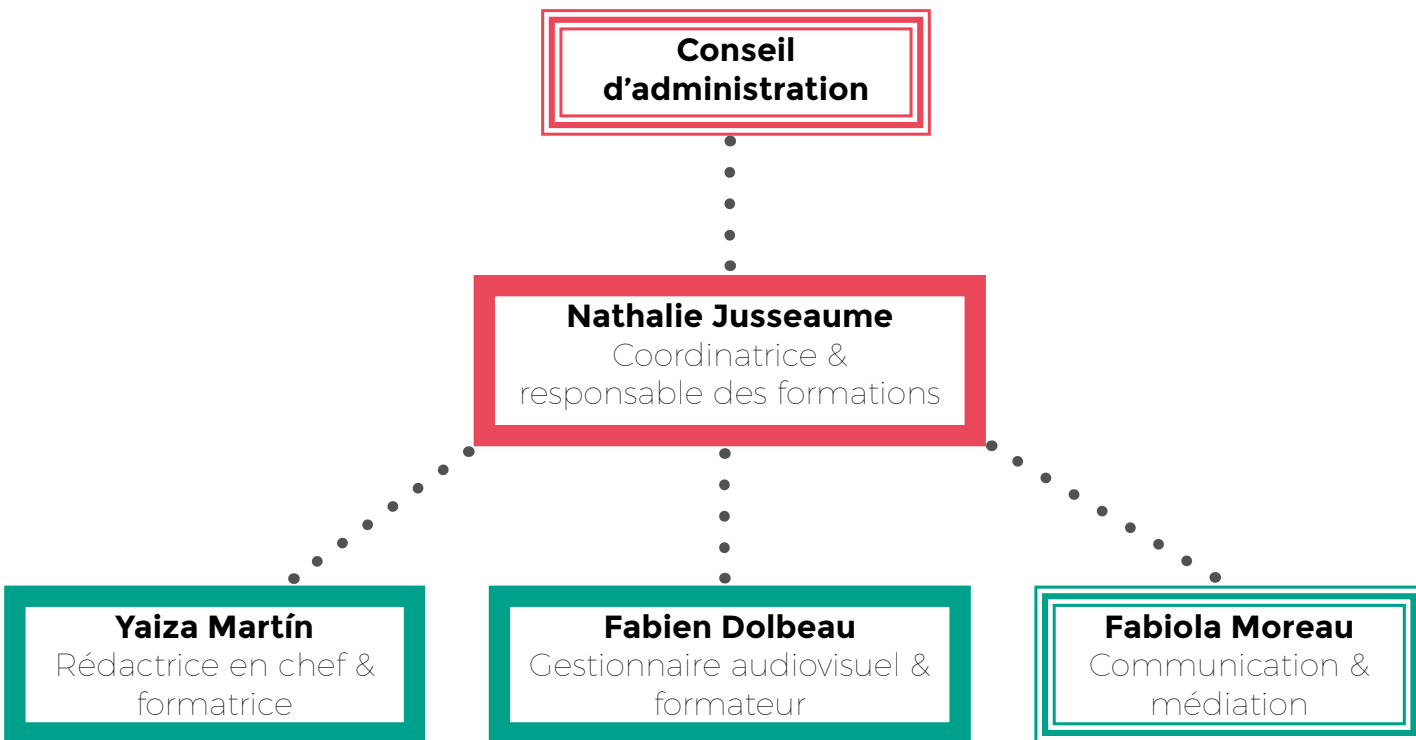 Conseil
d’administration
Nathalie Jusseaume
Coordinatrice &
responsable des formations
Yaiza Martín
Rédactrice en chef &
formatrice
Fabien Dolbeau
Gestionnaire audiovisuel &
formateur
Fabiola Moreau
Communication &
médiation